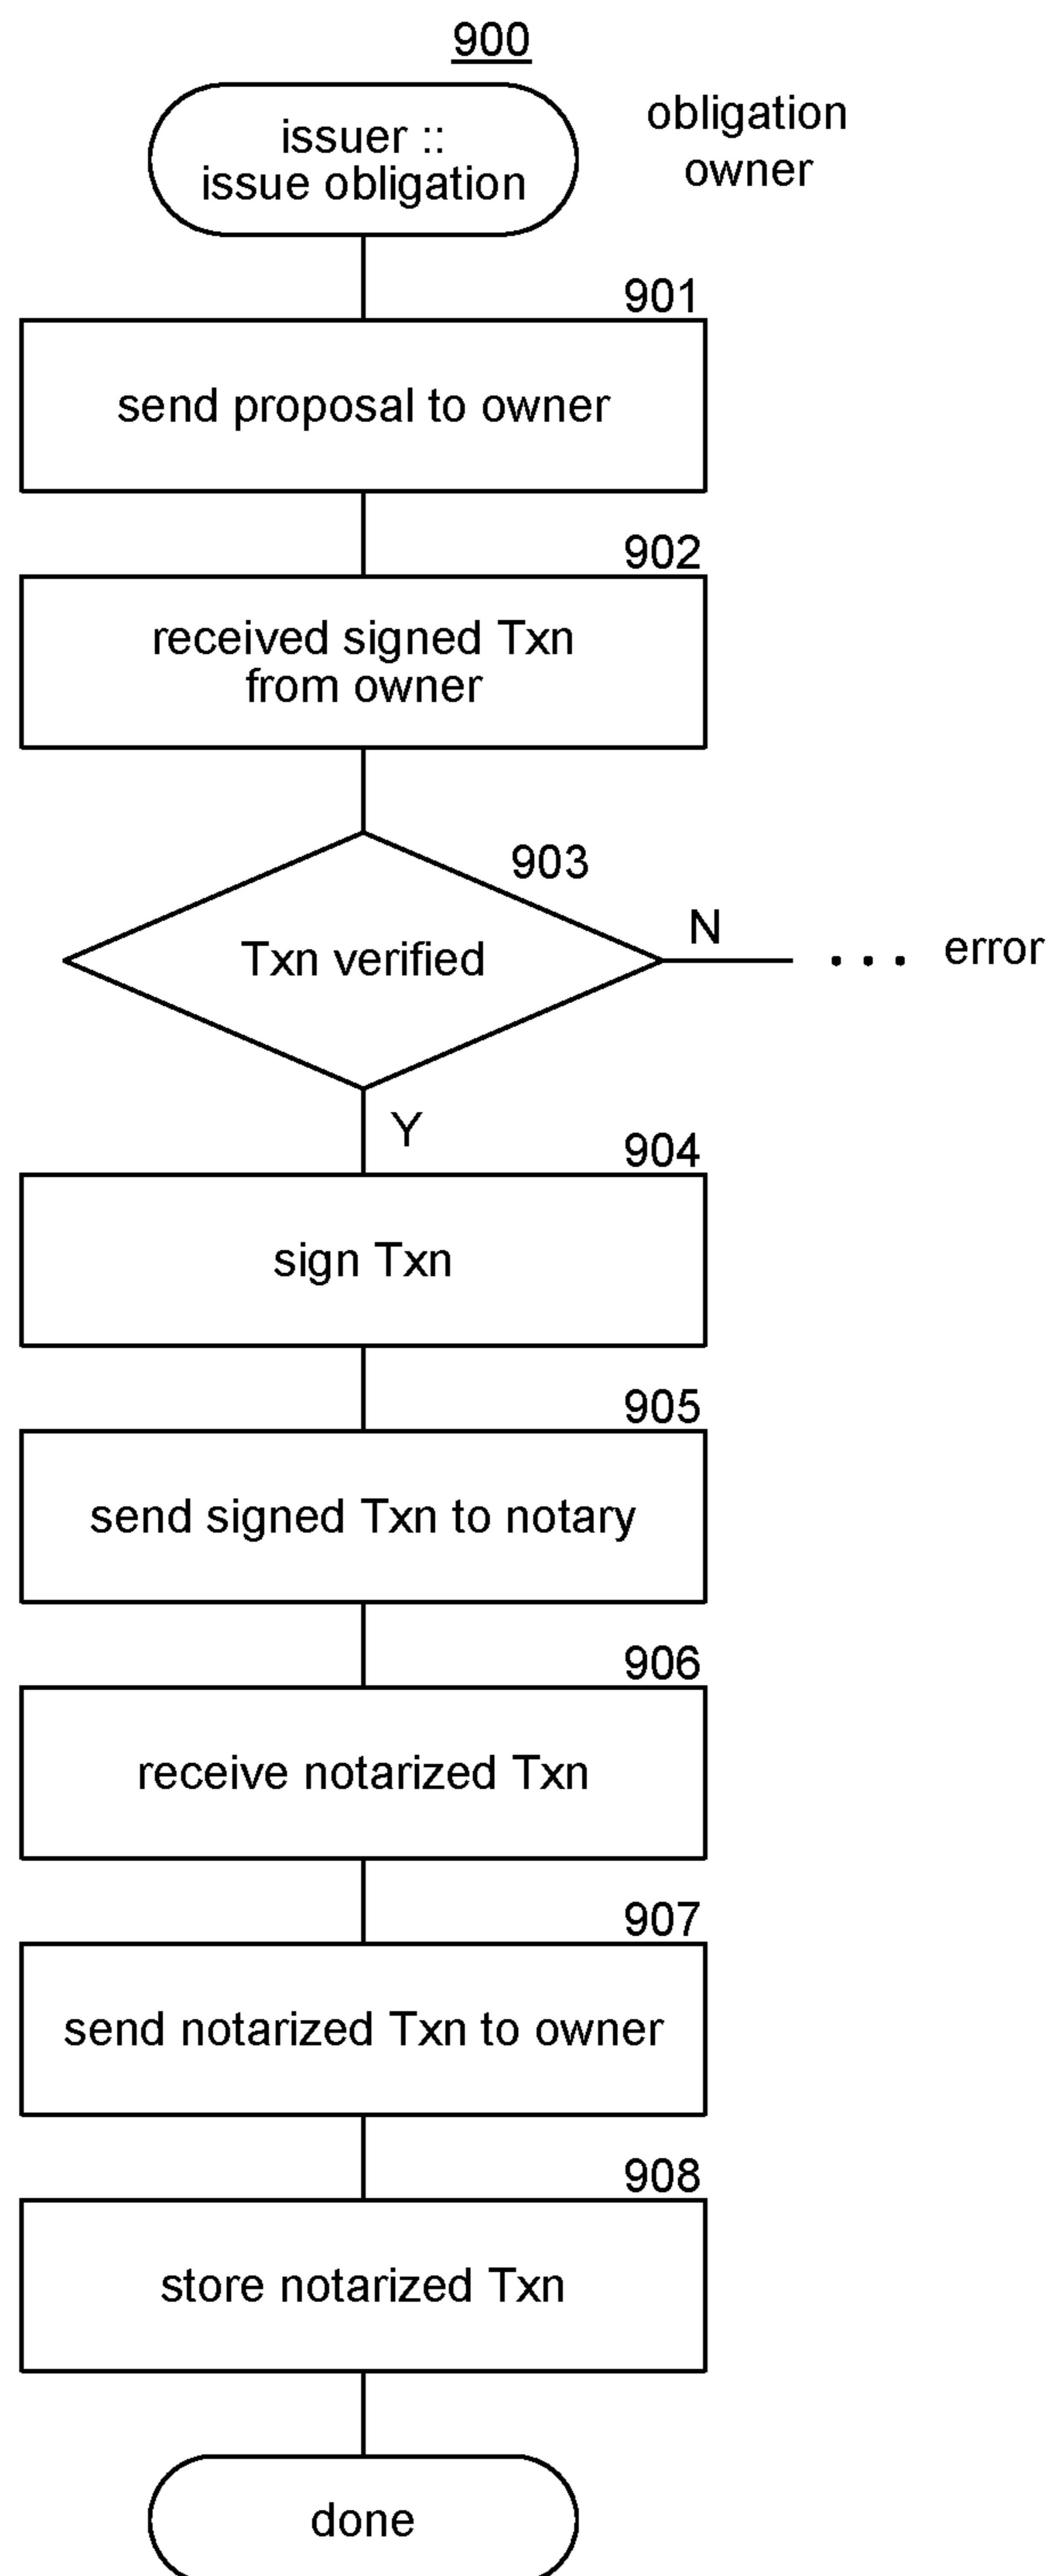 900
issuer ::
issue obligation
obligation
owner
901
send proposal to owner
902
received signed Txn
from owner
903
Txn verified
N
... error
Y
904
sign Txn
905
send signed Txn to notary
906
receive notarized Txn
907
send notarized Txn to owner
908
store notarized Txn
done